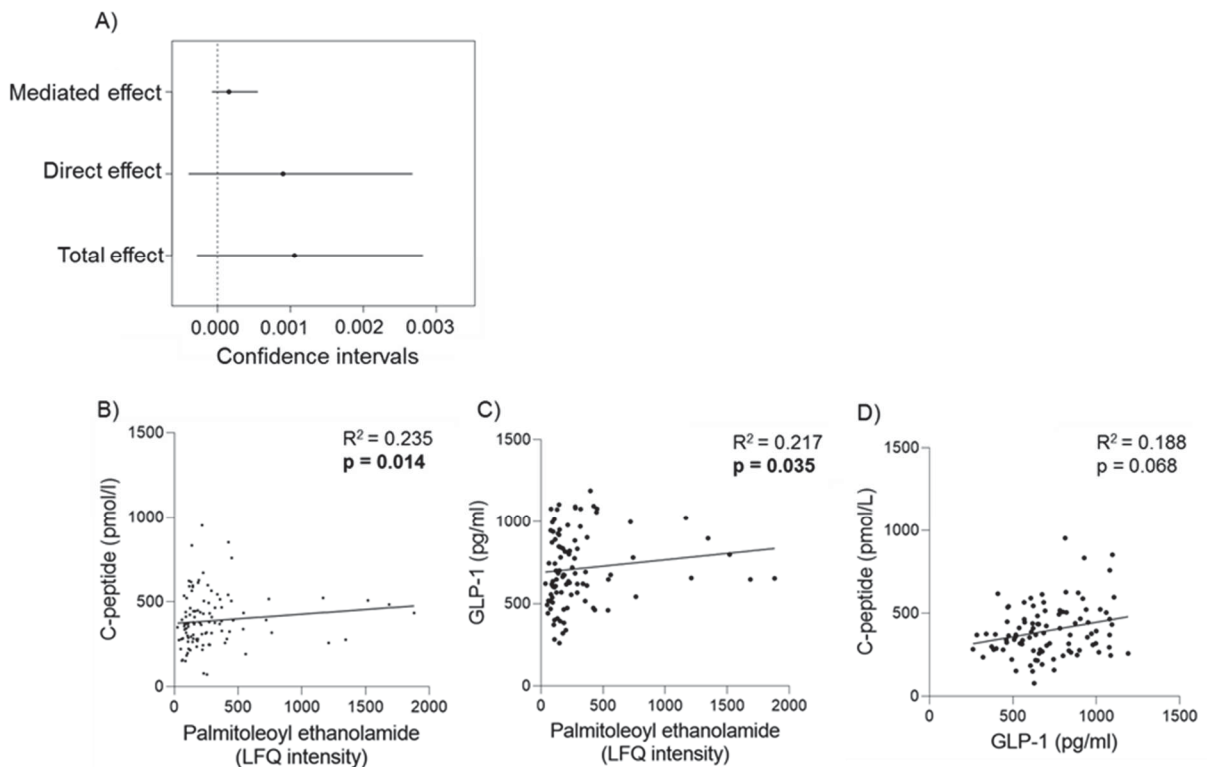 A)
Mediated effect
Direct effect
Total effect
0.000 0.001 0.002 0.003
Confidence intervals
B)
R² = 0.235
p = 0.014
1500
1000
500
0
C-peptide (pmol/l)
0 500 1000 1500 2000
Palmitoleoyl ethanolamide
(LFQ intensity)
C)
R² = 0.217
p = 0.035
1500
1000
500
0
GLP-1 (pg/ml)
0 500 1000 1500 2000
Palmitoleoyl ethanolamide
(LFQ intensity)
D)
R² = 0.188
p = 0.068
1500
1000
500
0
C-peptide (pmol/L)
0 500 1000 1500
GLP-1 (pg/ml)